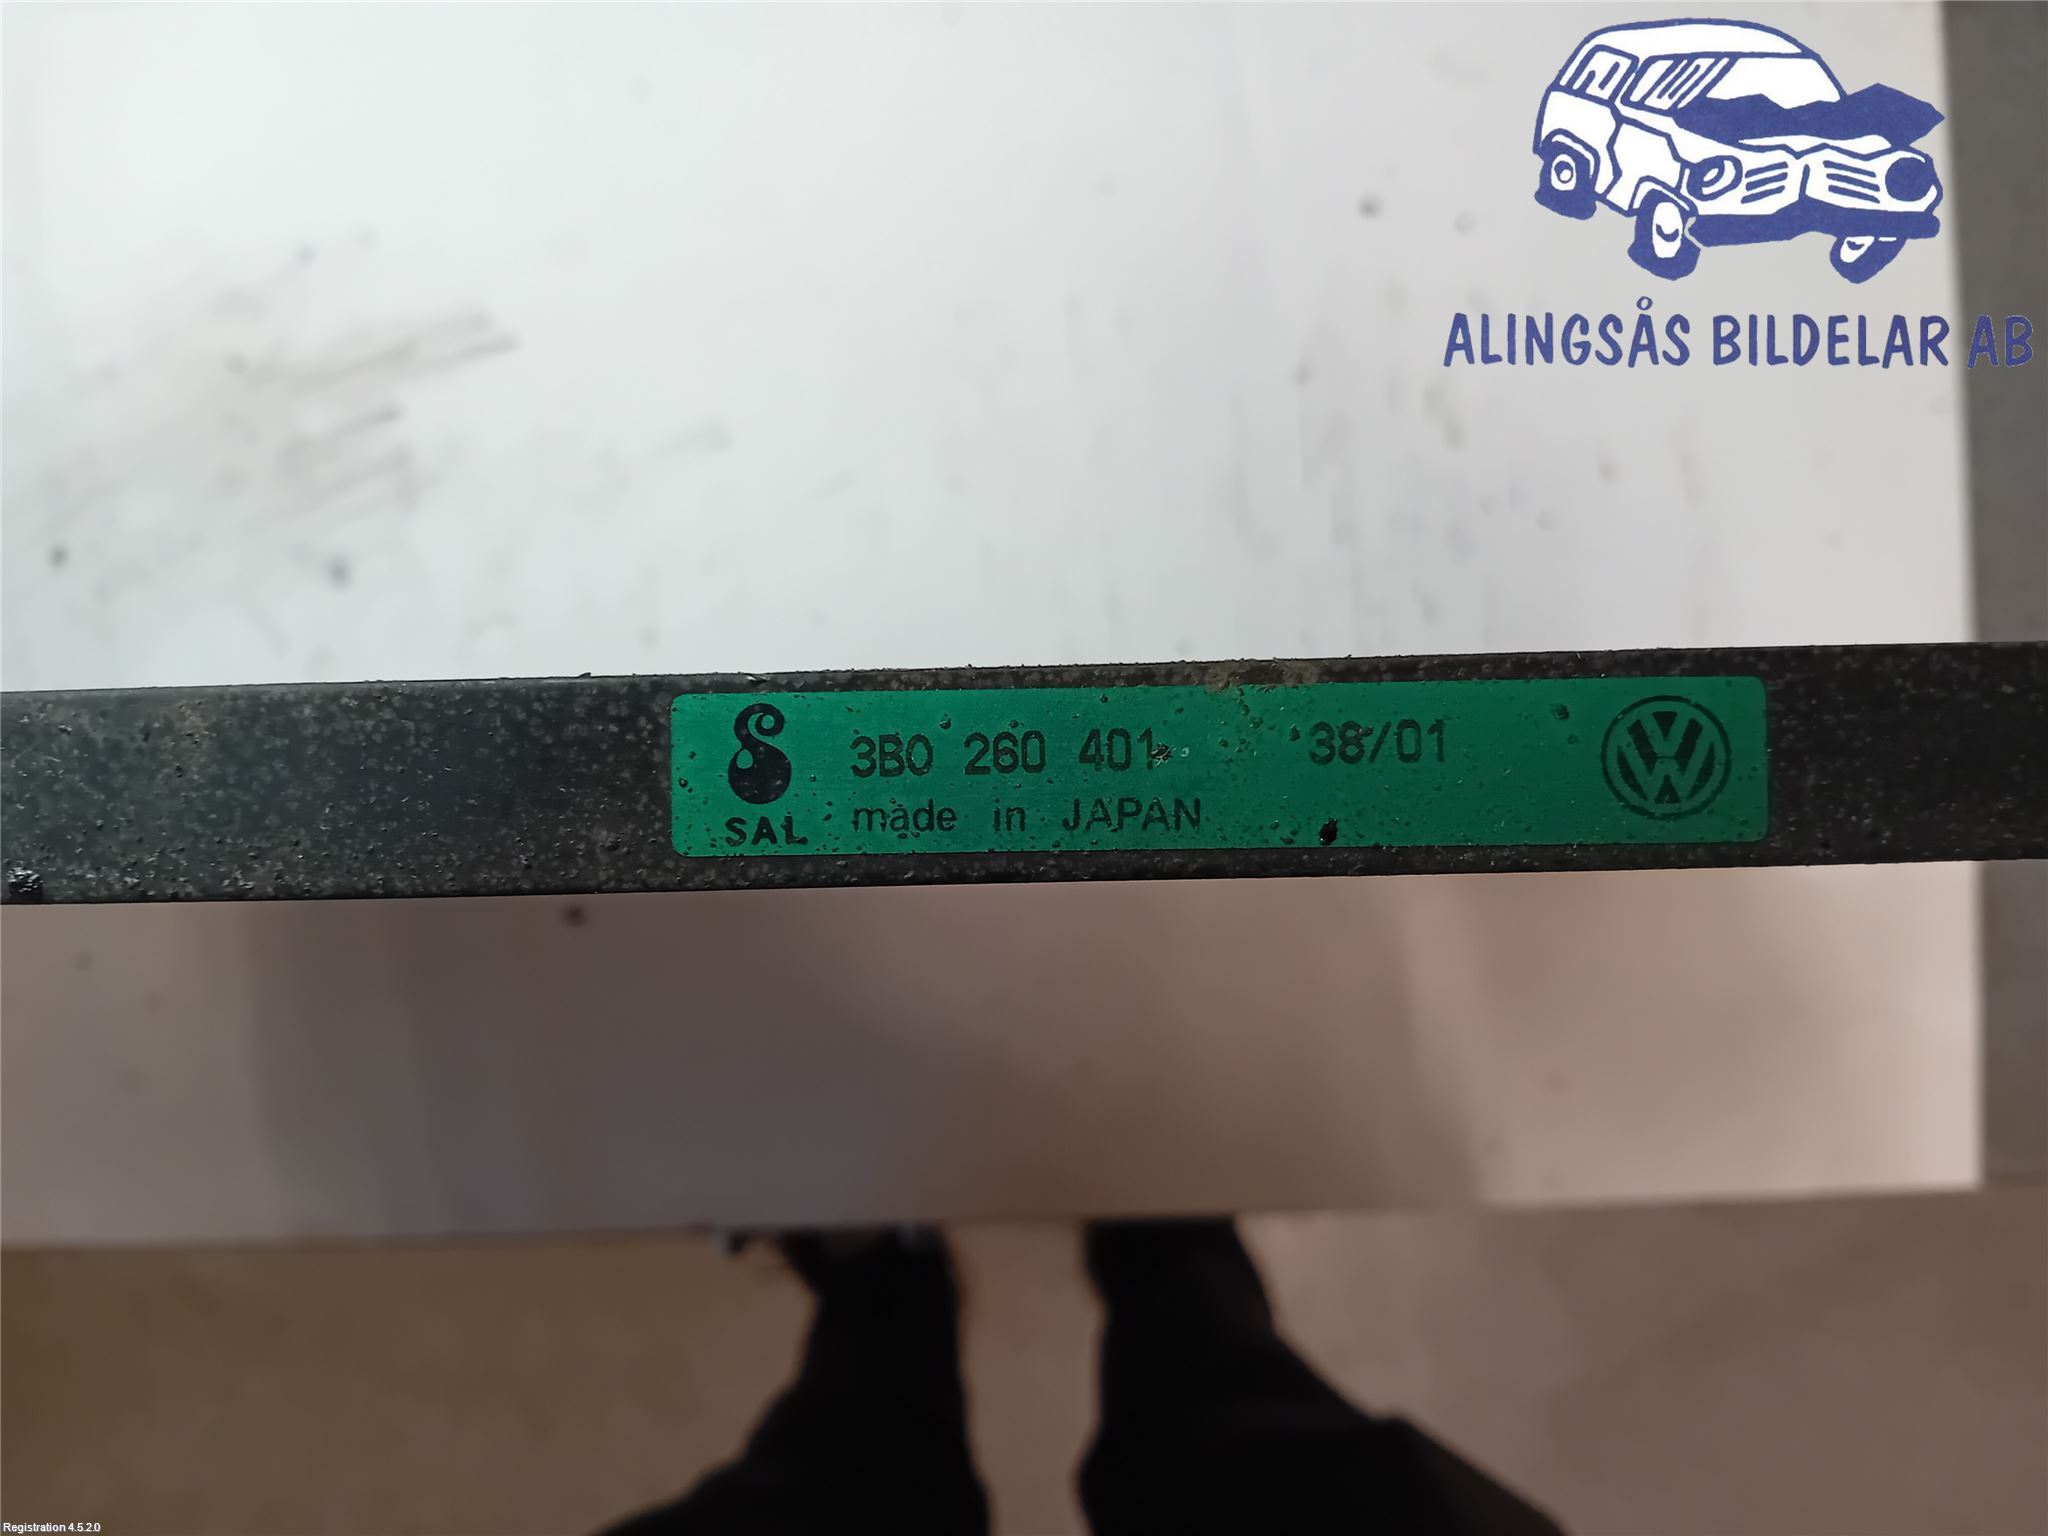 ALINGSÅS BILDELAR AB
3B0 260 401 38/01
SAL made in JAPAN
Registration 4.5.2.0